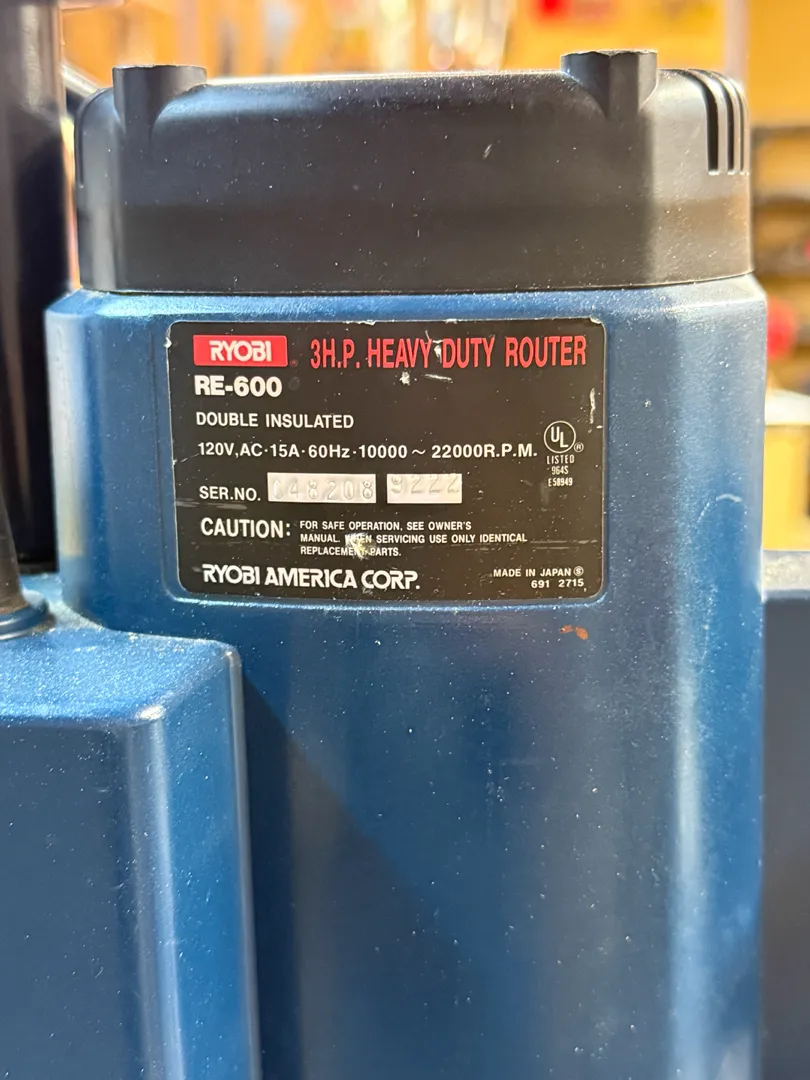 RYOBI 3H.P. HEAVY DUTY ROUTER
RE-600
DOUBLE INSULATED
120V,AC·15A·60Hz·10000～22000R.P.M.
UL ®
LISTED
964S
E58949
SER.NO. 048208 9222
CAUTION: FOR SAFE OPERATION, SEE OWNER'S
MANUAL WHEN SERVICING USE ONLY IDENTICAL
REPLACEMENT PARTS.
RYOBI AMERICA CORP.
MADE IN JAPAN Ⓢ
691 2715